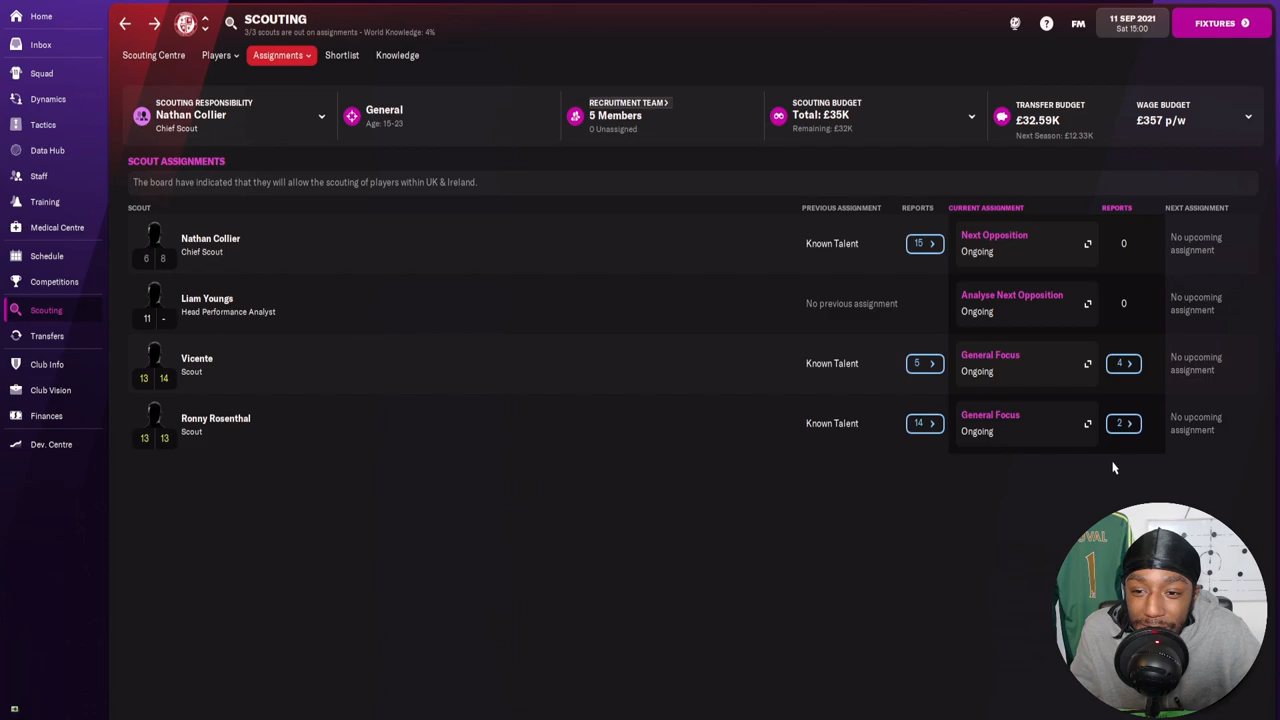 Home
Inbox
Squad
Dynamics
Tactics
Data Hub
Staff
Training
Medical Centre
Schedule
Competitions
Scouting
Transfers
Club Info
Club Vision
Finances
Dev. Centre
SCOUTING
3/3 scouts are out on assignments - World Knowledge: 4%
? FM 11 SEP 2021
Sat 15:00
FIXTURES
Scouting Centre Players Assignments Shortlist Knowledge
SCOUTING RESPONSIBILITY
Nathan Collier
Chief Scout
General
Age: 15-23
RECRUITMENT TEAM >
5 Members
0 Unassigned
SCOUTING BUDGET
Total: £35K
Remaining: £32K
TRANSFER BUDGET
£32.59K
Next Season: £12.33K
WAGE BUDGET
£357 p/w
SCOUT ASSIGNMENTS
The board have indicated that they will allow the scouting of players within UK & Ireland.
SCOUT PREVIOUS ASSIGNMENT REPORTS CURRENT ASSIGNMENT REPORTS NEXT ASSIGNMENT
6 8
Nathan Collier
Chief Scout
Known Talent
15 >
Next Opposition
Ongoing
0
No upcoming
assignment
11 -
Liam Youngs
Head Performance Analyst
No previous assignment
Analyse Next Opposition
Ongoing
0
No upcoming
assignment
13 14
Vicente
Scout
Known Talent
5 >
General Focus
Ongoing
4 >
No upcoming
assignment
13 13
Ronny Rosenthal
Scout
Known Talent
14 >
General Focus
Ongoing
2 >
No upcoming
assignment
1